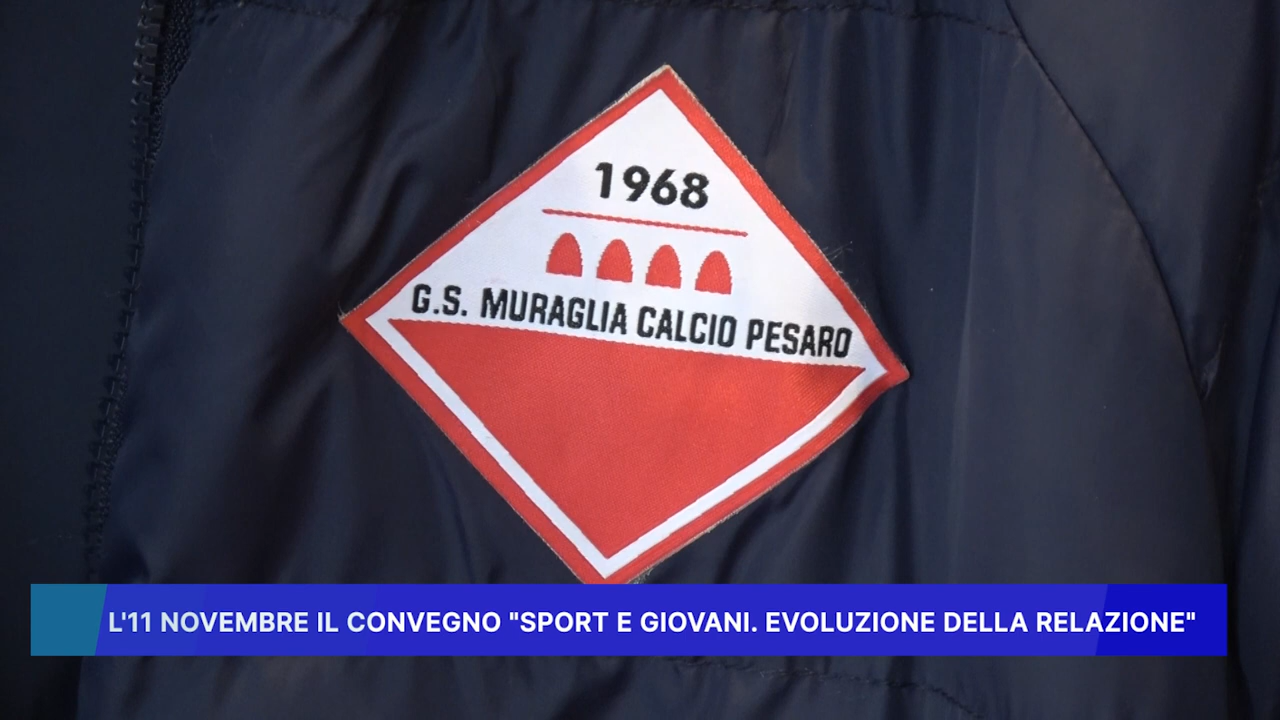 1968
G.S. MURAGLIA CALCIO PESARO
L'11 NOVEMBRE IL CONVEGNO "SPORT E GIOVANI. EVOLUZIONE DELLA RELAZIONE"